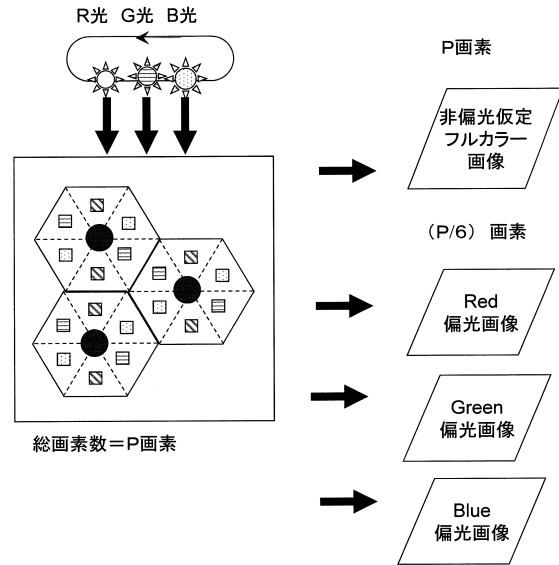 R光 G光 B光
P画素
非偏光仮定
フルカラー
画像
(P/6) 画素
Red
偏光画像
Green
偏光画像
Blue
偏光画像
総画素数＝P画素